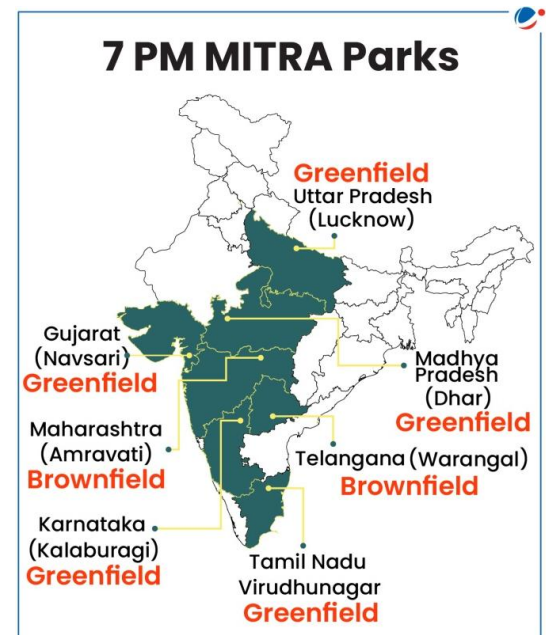 7 PM MITRA Parks
Greenfield
Uttar Pradesh
(Lucknow)
Gujarat
(Navsari)
Greenfield
Madhya
Pradesh
(Dhar)
Greenfield
Maharashtra
(Amravati)
Brownfield
Telangana (Warangal)
Brownfield
Karnataka
(Kalaburagi)
Greenfield
Tamil Nadu
Virudhunagar
Greenfield